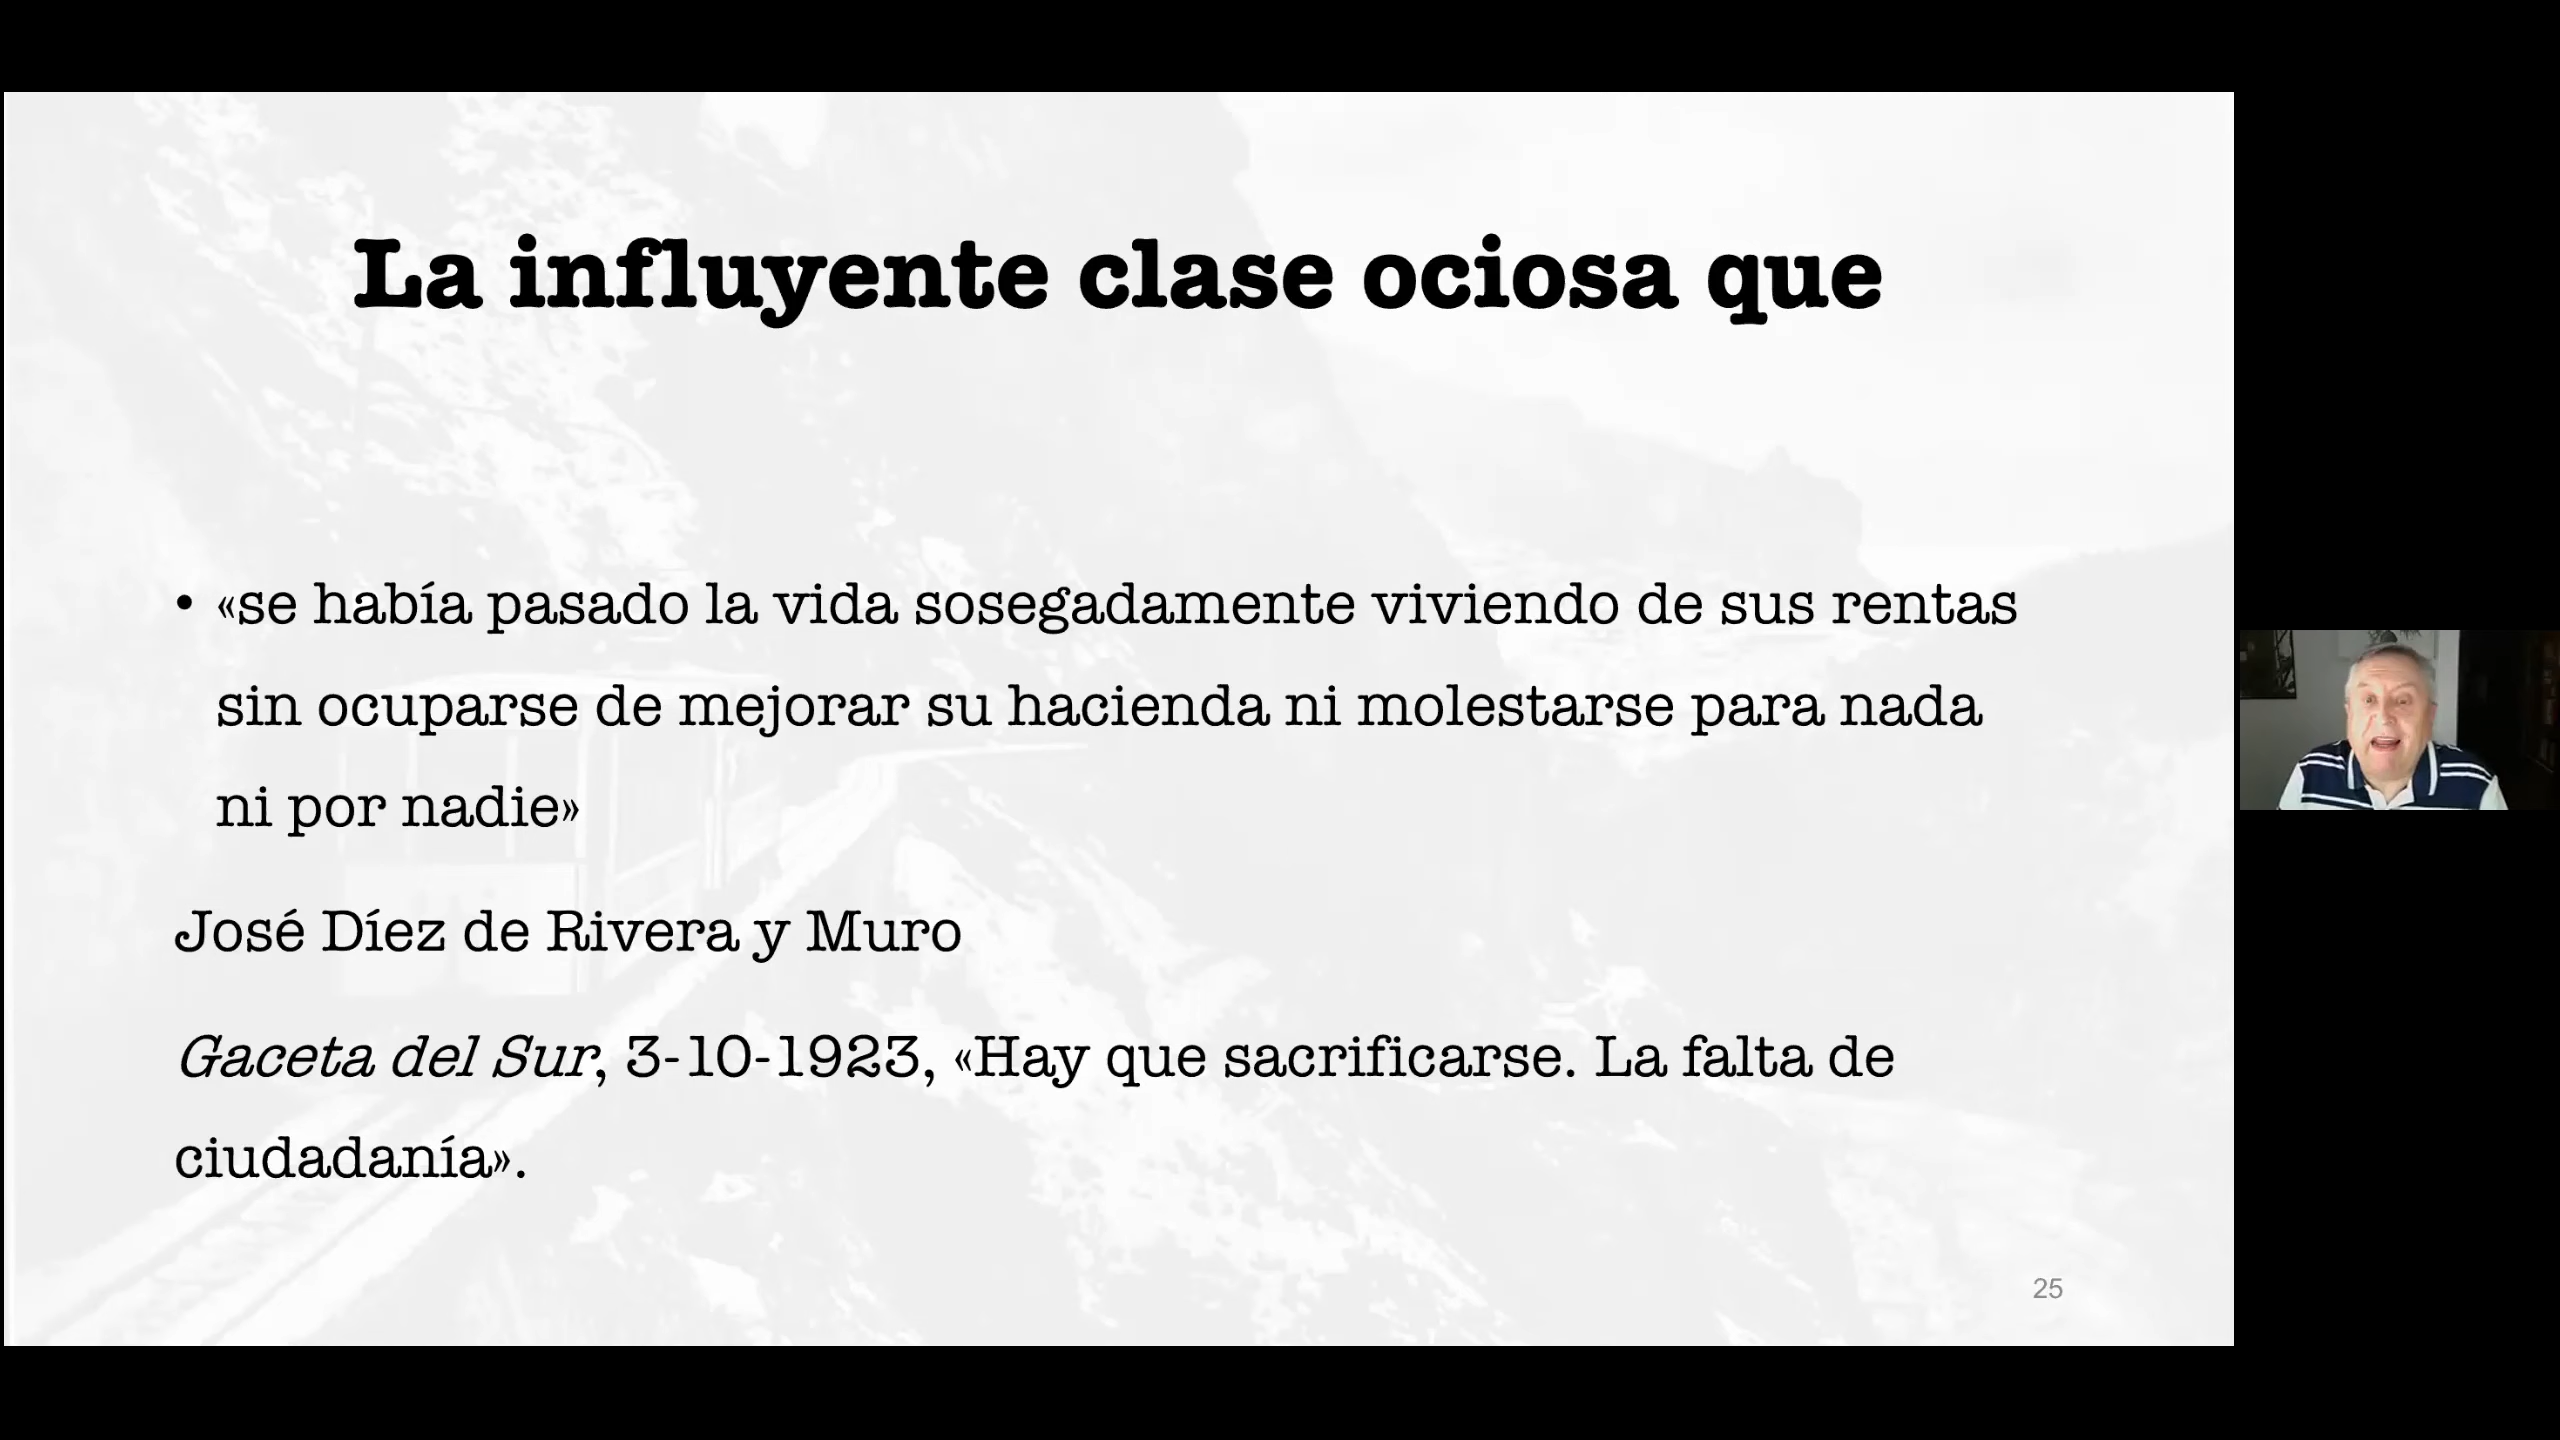 La influyente clase ociosa que
• «se había pasado la vida sosegadamente viviendo de sus rentas
sin ocuparse de mejorar su hacienda ni molestarse para nada
ni por nadie»
José Díez de Rivera y Muro
Gaceta del Sur, 3-10-1923, «Hay que sacrificarse. La falta de
ciudadanía».
25